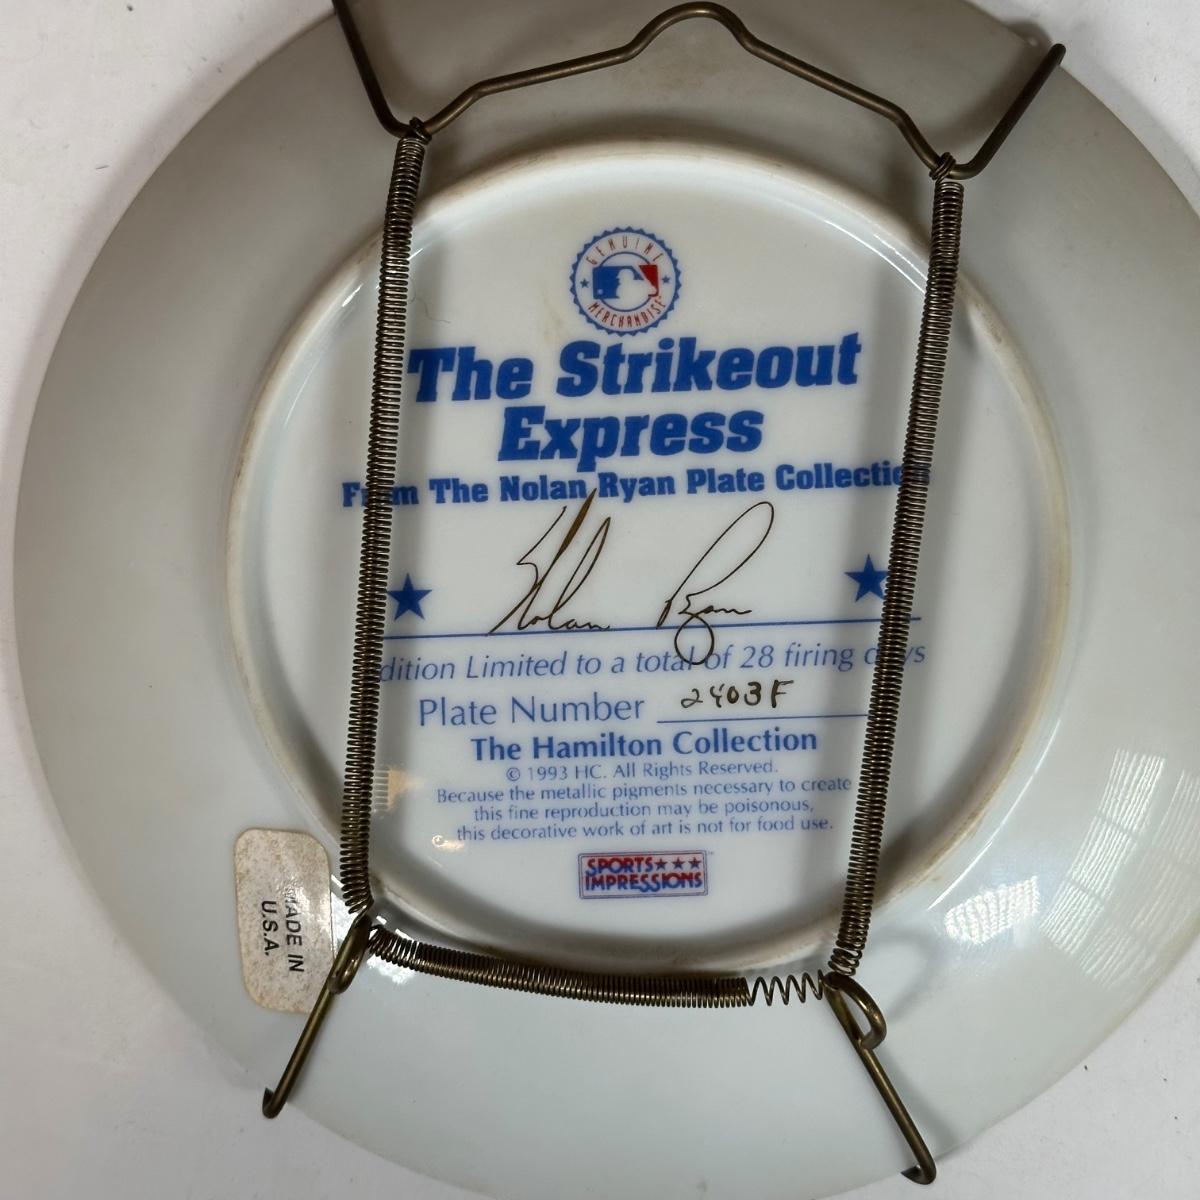 GENUINE
MERCHANDISE
The Strikeout
Express
From The Nolan Ryan Plate Collection
Nolan Ryan
dition Limited to a total of 28 firing days
Plate Number 2403F
The Hamilton Collection
© 1993 HC. All Rights Reserved.
Because the metallic pigments necessary to create
this fine reproduction may be poisonous,
this decorative work of art is not for food use.
SPORTS
IMPRESSIONS™
MADE IN
U.S.A.